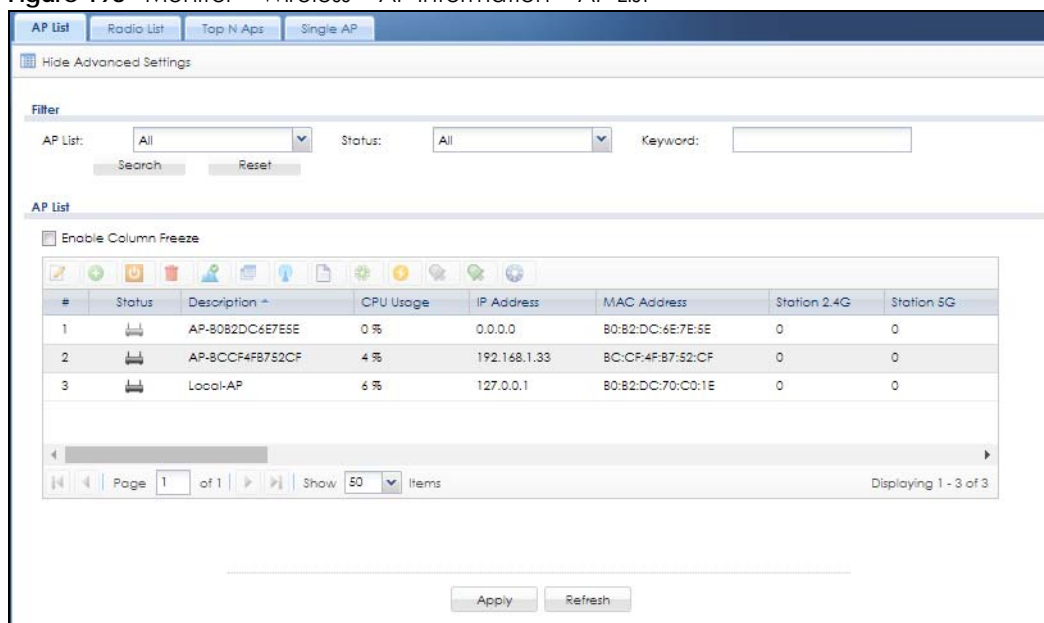 AP List Radio List Top N Aps Single AP
Hide Advanced Settings
Filter
AP List: All Status: All Keyword:
Search Reset
AP List
Enable Column Freeze
# Status Description CPU Usage IP Address MAC Address Station 2.4G Station 5G
1 AP-B0B2DC6E7E5E 0 % 0.0.0.0 B0:B2:DC:6E:7E:5E 0 0
2 AP-BCCF4FB752CF 4 % 192.168.1.33 BC:CF:4F:B7:52:CF 0 0
3 Local-AP 6 % 127.0.0.1 B0:B2:DC:70:C0:1E 0 0
Page 1 of 1 Show 50 Items Displaying 1 - 3 of 3
Apply Refresh